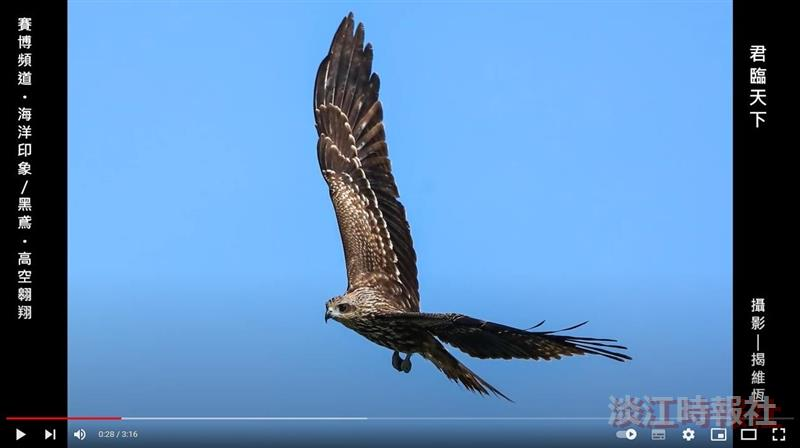 賽博頻道・海洋印象/黑鳶・高空翱翔
君臨天下
攝影—揭維恆
淡江時報社
0:28 / 3:16